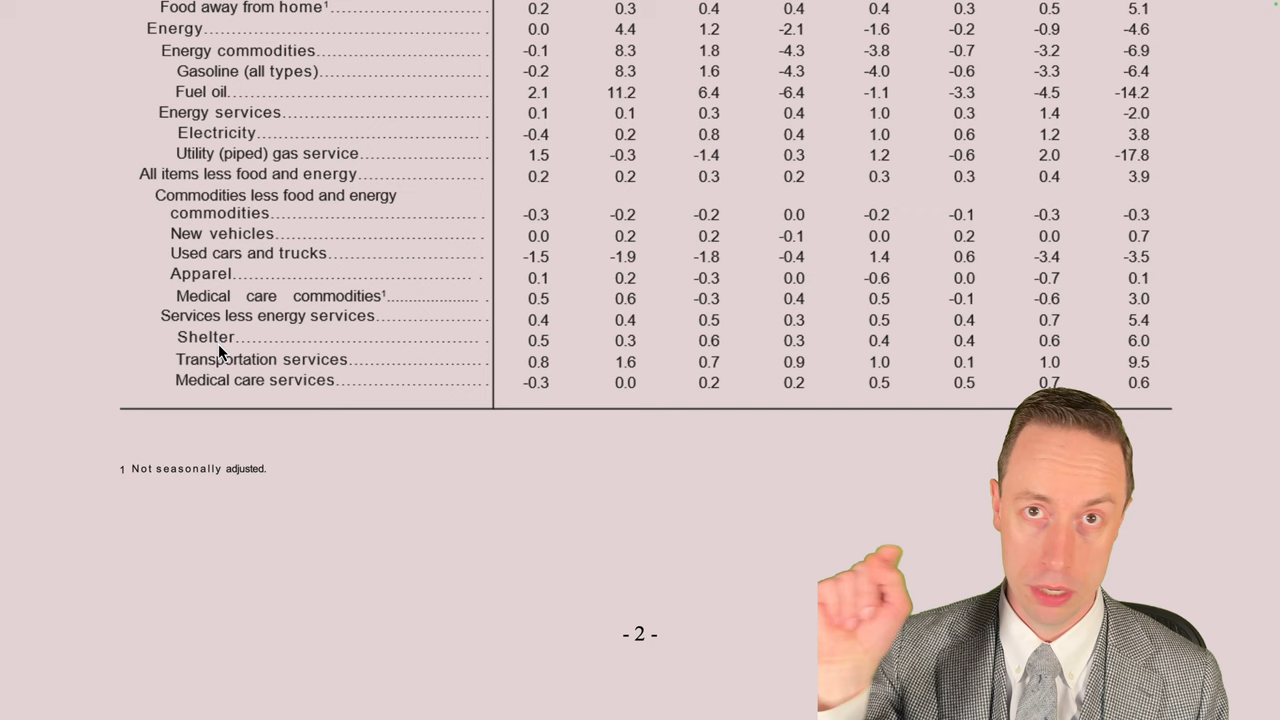 Food away from home¹ 0.2 0.3 0.4 0.4 0.4 0.3 0.5 5.1
Energy 0.0 4.4 1.2 -2.1 -1.6 -0.2 -0.9 -4.6
Energy commodities -0.1 8.3 1.8 -4.3 -3.8 -0.7 -3.2 -6.9
Gasoline (all types) -0.2 8.3 1.6 -4.3 -4.0 -0.6 -3.3 -6.4
Fuel oil 2.1 11.2 6.4 -6.4 -1.1 -3.3 -4.5 -14.2
Energy services 0.1 0.1 0.3 0.4 1.0 0.3 1.4 -2.0
Electricity -0.4 0.2 0.8 0.4 1.0 0.6 1.2 3.8
Utility (piped) gas service 1.5 -0.3 -1.4 0.3 1.2 -0.6 2.0 -17.8
All items less food and energy 0.2 0.2 0.3 0.2 0.3 0.3 0.4 3.9
Commodities less food and energy
commodities -0.3 -0.2 -0.2 0.0 -0.2 -0.1 -0.3 -0.3
New vehicles 0.0 0.2 0.2 -0.1 0.0 0.2 0.0 0.7
Used cars and trucks -1.5 -1.9 -1.8 -0.4 1.4 0.6 -3.4 -3.5
Apparel 0.1 0.2 -0.3 0.0 -0.6 0.0 -0.7 0.1
Medical care commodities¹ 0.5 0.6 -0.3 0.4 0.5 -0.1 -0.6 3.0
Services less energy services 0.4 0.4 0.5 0.3 0.5 0.4 0.7 5.4
Shelter 0.5 0.3 0.6 0.3 0.4 0.4 0.6 6.0
Transportation services 0.8 1.6 0.7 0.9 1.0 0.1 1.0 9.5
Medical care services -0.3 0.0 0.2 0.2 0.5 0.5 0.7 0.6
1 Not seasonally adjusted.
- 2 -